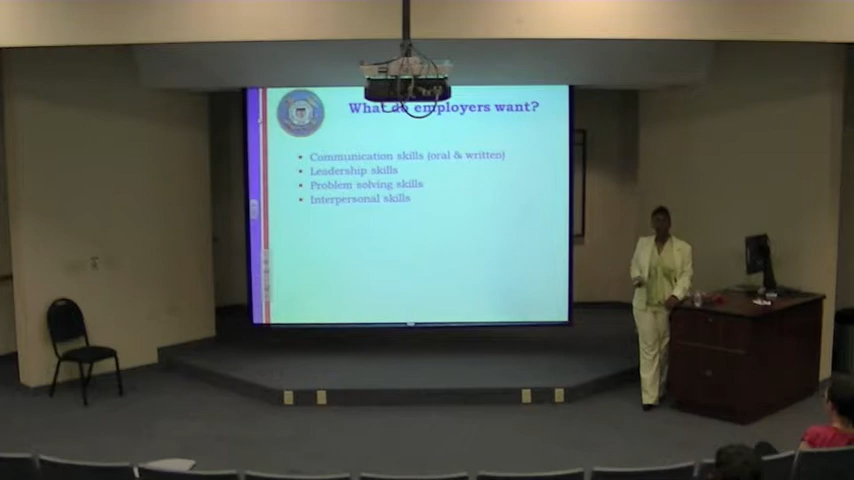 What do employers want?
Communication skills (oral & written)
Leadership skills
Problem solving skills
Interpersonal skills